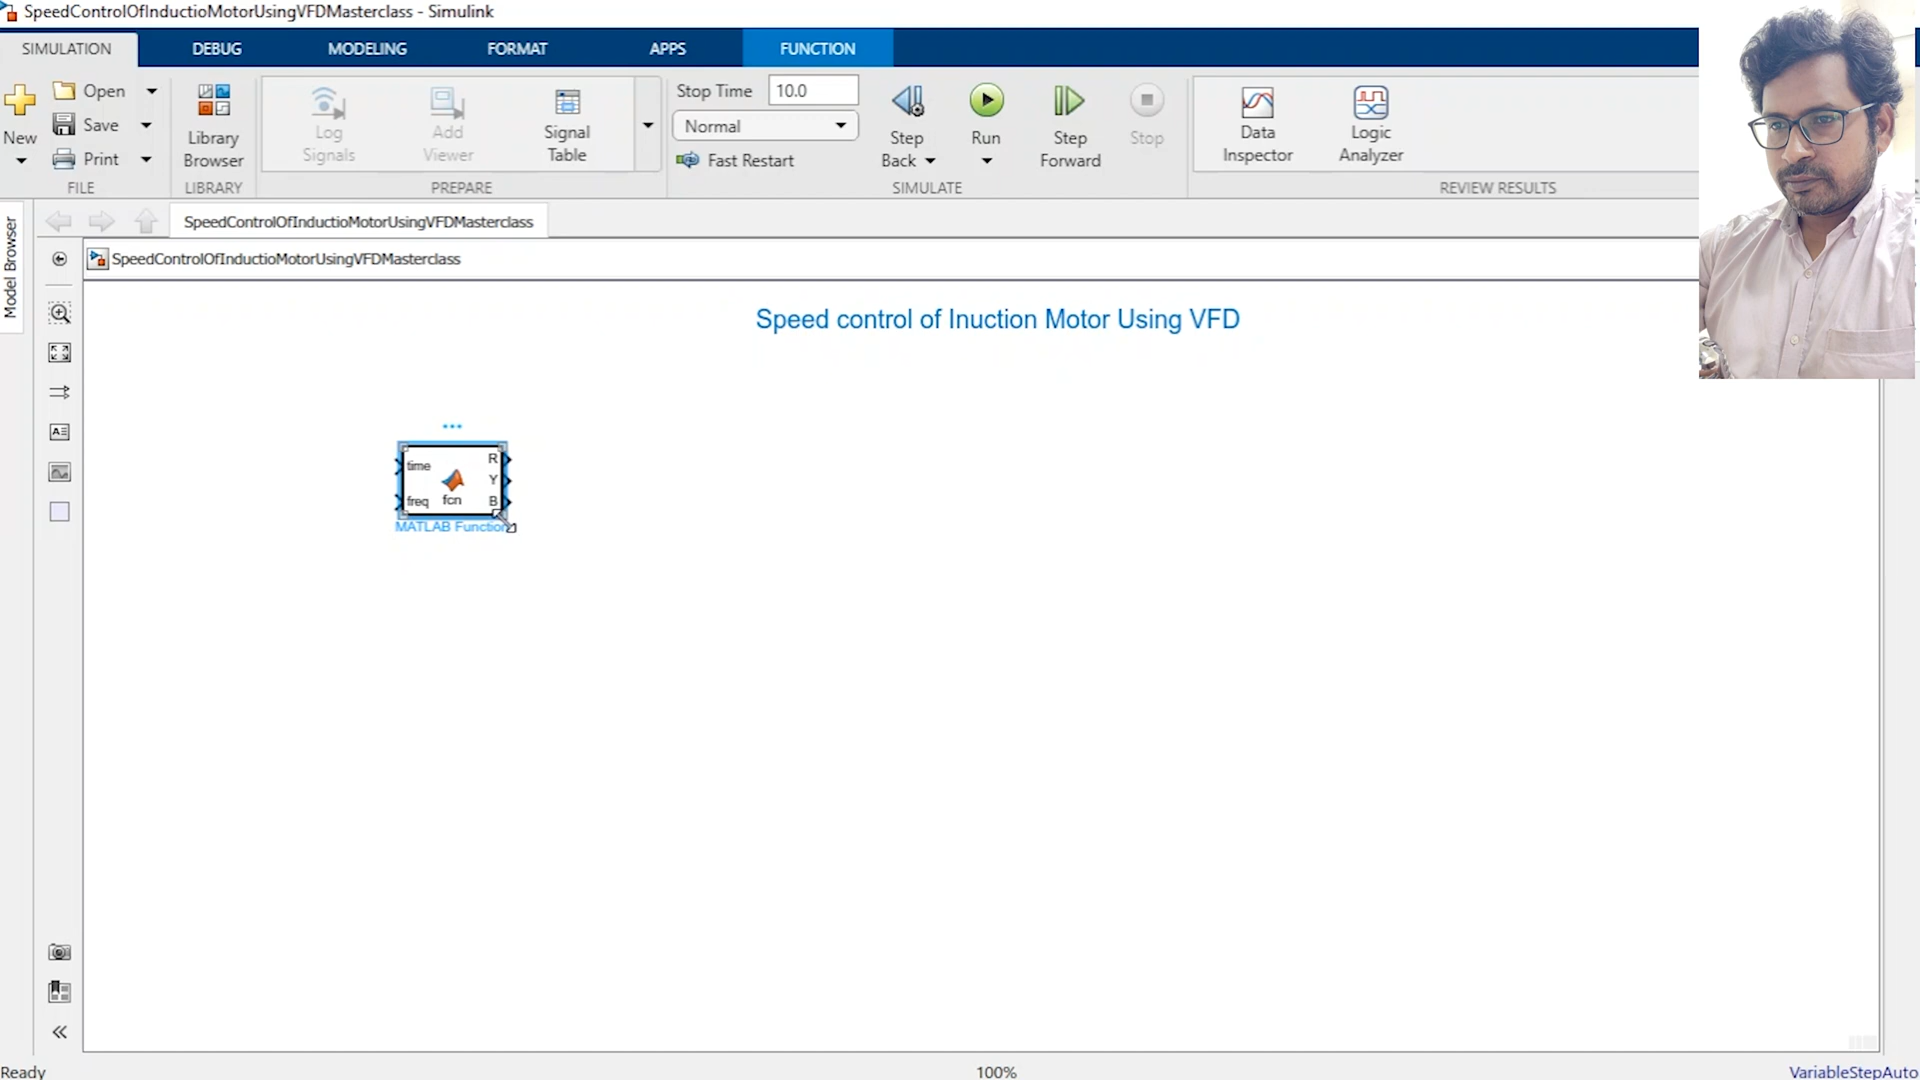 SpeedControlOfInductioMotorUsingVFDMasterclass - Simulink
SIMULATION DEBUG MODELING FORMAT APPS FUNCTION
New Open Save Print
FILE
Library Browser
LIBRARY
Log Signals Add Viewer Signal Table
PREPARE
Stop Time 10.0
Normal
Fast Restart
Step Back Run Step Forward Stop
SIMULATE
Data Inspector Logic Analyzer
REVIEW RESULTS
Model Browser
SpeedControlOfInductioMotorUsingVFDMasterclass
SpeedControlOfInductioMotorUsingVFDMasterclass
Speed control of Inuction Motor Using VFD
time R
Y
freq fcn B
MATLAB Function
Ready 100% VariableStepAuto